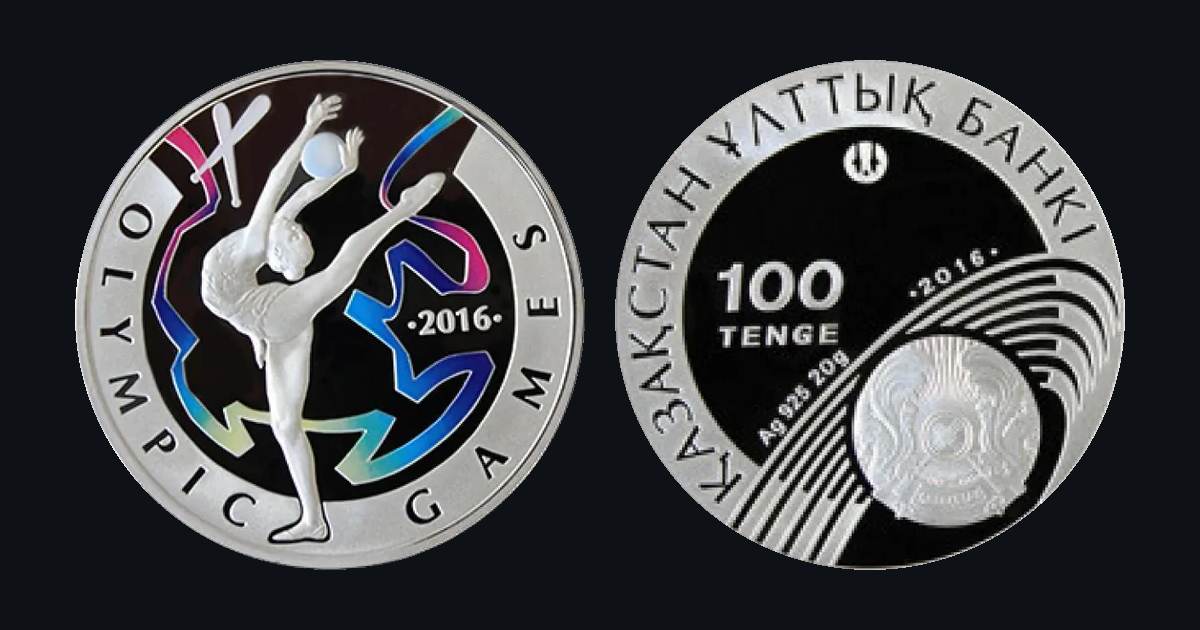 OLYMPIC GAMES
·2016·
ҚАЗАҚСТАН ҰЛТТЫҚ БАНКІ
100
TENGE
·2016·
Ag 925 20g